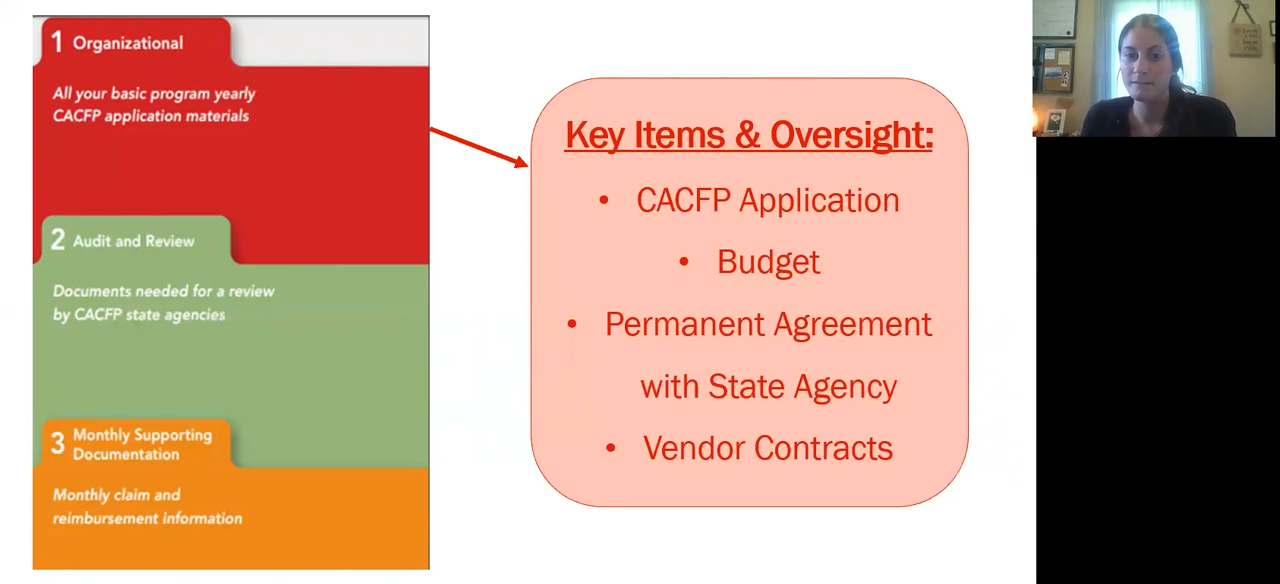 1 Organizational
All your basic program yearly
CACFP application materials
2 Audit and Review
Documents needed for a review
by CACFP state agencies
3 Monthly Supporting
Documentation
Monthly claim and
reimbursement information
Key Items & Oversight:
• CACFP Application
• Budget
• Permanent Agreement
with State Agency
• Vendor Contracts